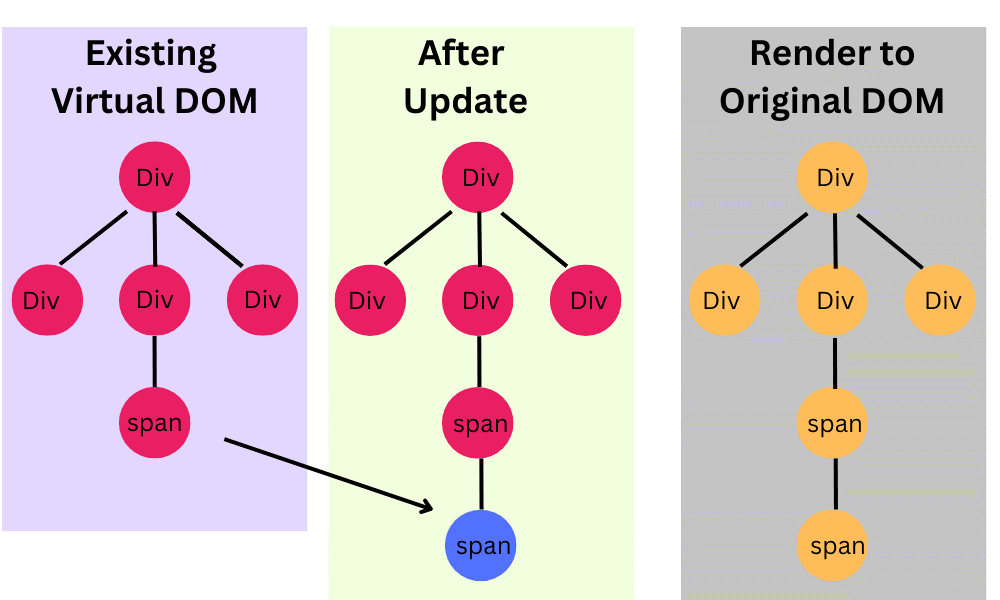 Existing
Virtual DOM
Div
Div Div Div
span
After
Update
Div
Div Div Div
span
span
Render to
Original DOM
Div
Div Div Div
span
span